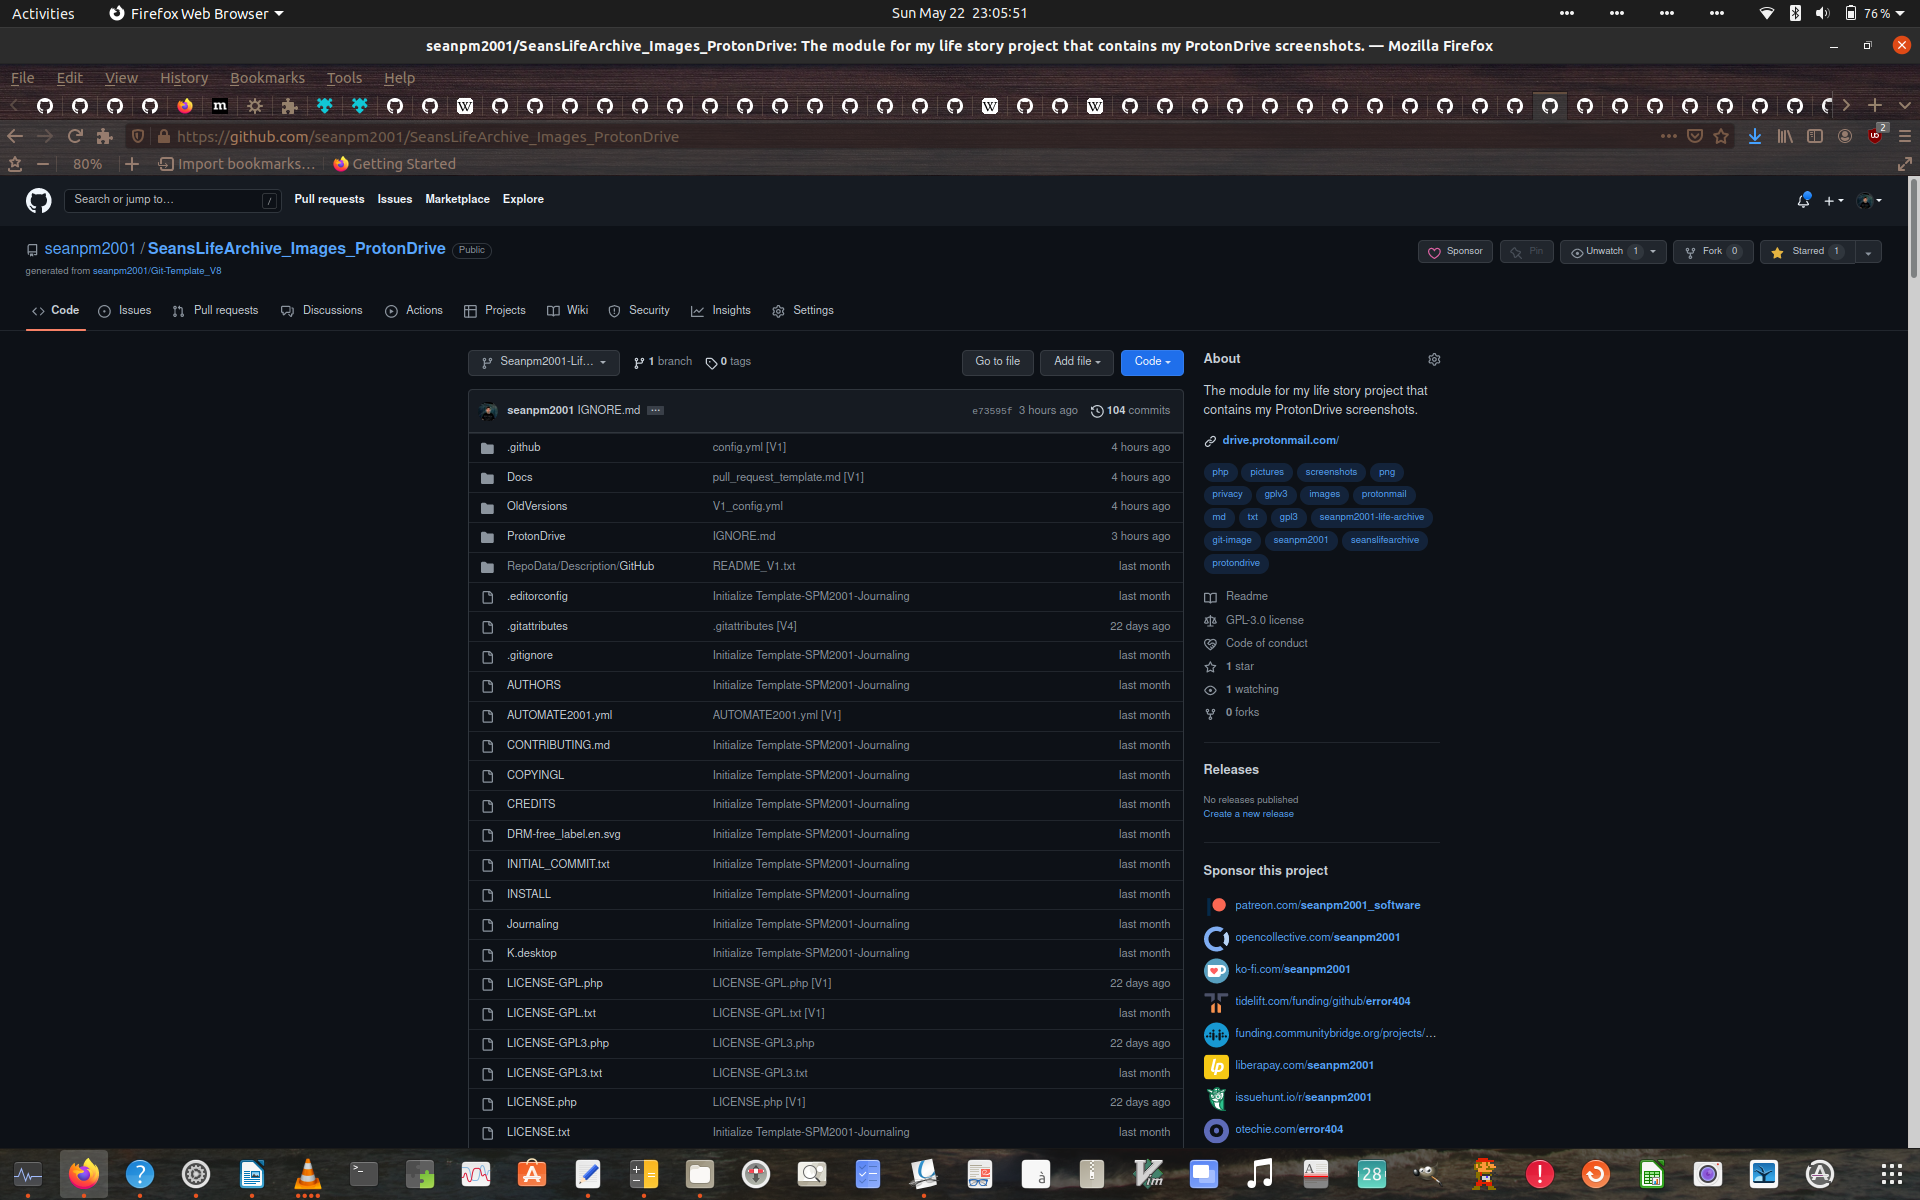 Activities
Firefox Web Browser
Sun May 22  23:05:51
76%
seanpm2001/SeansLifeArchive_Images_ProtonDrive: The module for my life story project that contains my ProtonDrive screenshots. — Mozilla Firefox
File Edit View History Bookmarks Tools Help
https://github.com/seanpm2001/SeansLifeArchive_Images_ProtonDrive
2
80%
Import bookmarks...
Getting Started
Search or jump to...
/
Pull requests
Issues
Marketplace
Explore
seanpm2001 / SeansLifeArchive_Images_ProtonDrive
Public
generated from seanpm2001/Git-Template_V8
Sponsor
Pin
Unwatch 1
Fork 0
Starred 1
Code
Issues
Pull requests
Discussions
Actions
Projects
Wiki
Security
Insights
Settings
Seanpm2001-Lif...
1 branch
0 tags
Go to file
Add file
Code
seanpm2001 IGNORE.md ...
e73595f 3 hours ago
104 commits
.github config.yml [V1] 4 hours ago
Docs pull_request_template.md [V1] 4 hours ago
OldVersions V1_config.yml 4 hours ago
ProtonDrive IGNORE.md 3 hours ago
RepoData/Description/GitHub README_V1.txt last month
.editorconfig Initialize Template-SPM2001-Journaling last month
.gitattributes .gitattributes [V4] 22 days ago
.gitignore Initialize Template-SPM2001-Journaling last month
AUTHORS Initialize Template-SPM2001-Journaling last month
AUTOMATE2001.yml AUTOMATE2001.yml [V1] last month
CONTRIBUTING.md Initialize Template-SPM2001-Journaling last month
COPYINGL Initialize Template-SPM2001-Journaling last month
CREDITS Initialize Template-SPM2001-Journaling last month
DRM-free_label.en.svg Initialize Template-SPM2001-Journaling last month
INITIAL_COMMIT.txt Initialize Template-SPM2001-Journaling last month
INSTALL Initialize Template-SPM2001-Journaling last month
Journaling Initialize Template-SPM2001-Journaling last month
K.desktop Initialize Template-SPM2001-Journaling last month
LICENSE-GPL.php LICENSE-GPL.php [V1] 22 days ago
LICENSE-GPL.txt LICENSE-GPL.txt [V1] last month
LICENSE-GPL3.php LICENSE-GPL3.php 22 days ago
LICENSE-GPL3.txt LICENSE-GPL3.txt last month
LICENSE.php LICENSE.php [V1] 22 days ago
LICENSE.txt Initialize Template-SPM2001-Journaling last month
About
The module for my life story project that
contains my ProtonDrive screenshots.
drive.protonmail.com/
php pictures screenshots png
privacy gplv3 images protonmail
md txt gpl3 seanpm2001-life-archive
git-image seanpm2001 seanslifearchive
protondrive
Readme
GPL-3.0 license
Code of conduct
1 star
1 watching
0 forks
Releases
No releases published
Create a new release
Sponsor this project
patreon.com/seanpm2001_software
opencollective.com/seanpm2001
ko-fi.com/seanpm2001
tidelift.com/funding/github/error404
funding.communitybridge.org/projects/...
liberapay.com/seanpm2001
issuehunt.io/r/seanpm2001
otechie.com/error404
28